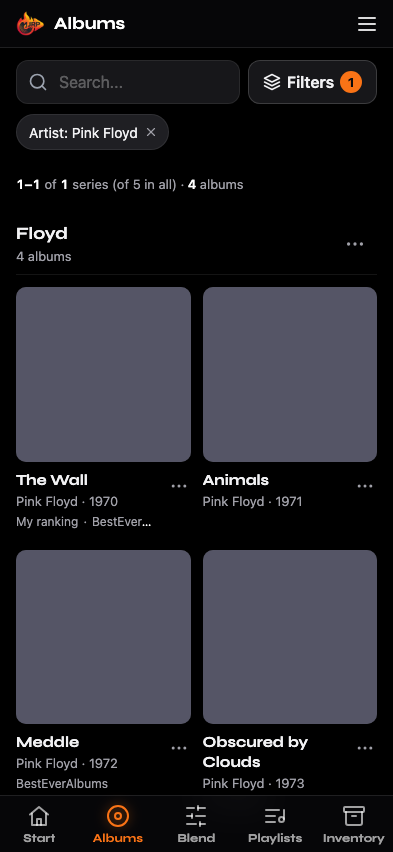 Albums
Search...
Filters 1
Artist: Pink Floyd ×
1–1 of 1 series (of 5 in all) · 4 albums
Floyd
4 albums
The Wall
Pink Floyd · 1970
My ranking · BestEver...
Animals
Pink Floyd · 1971
Meddle
Pink Floyd · 1972
BestEverAlbums
Obscured by
Clouds
Pink Floyd · 1973
Start
Albums
Blend
Playlists
Inventory